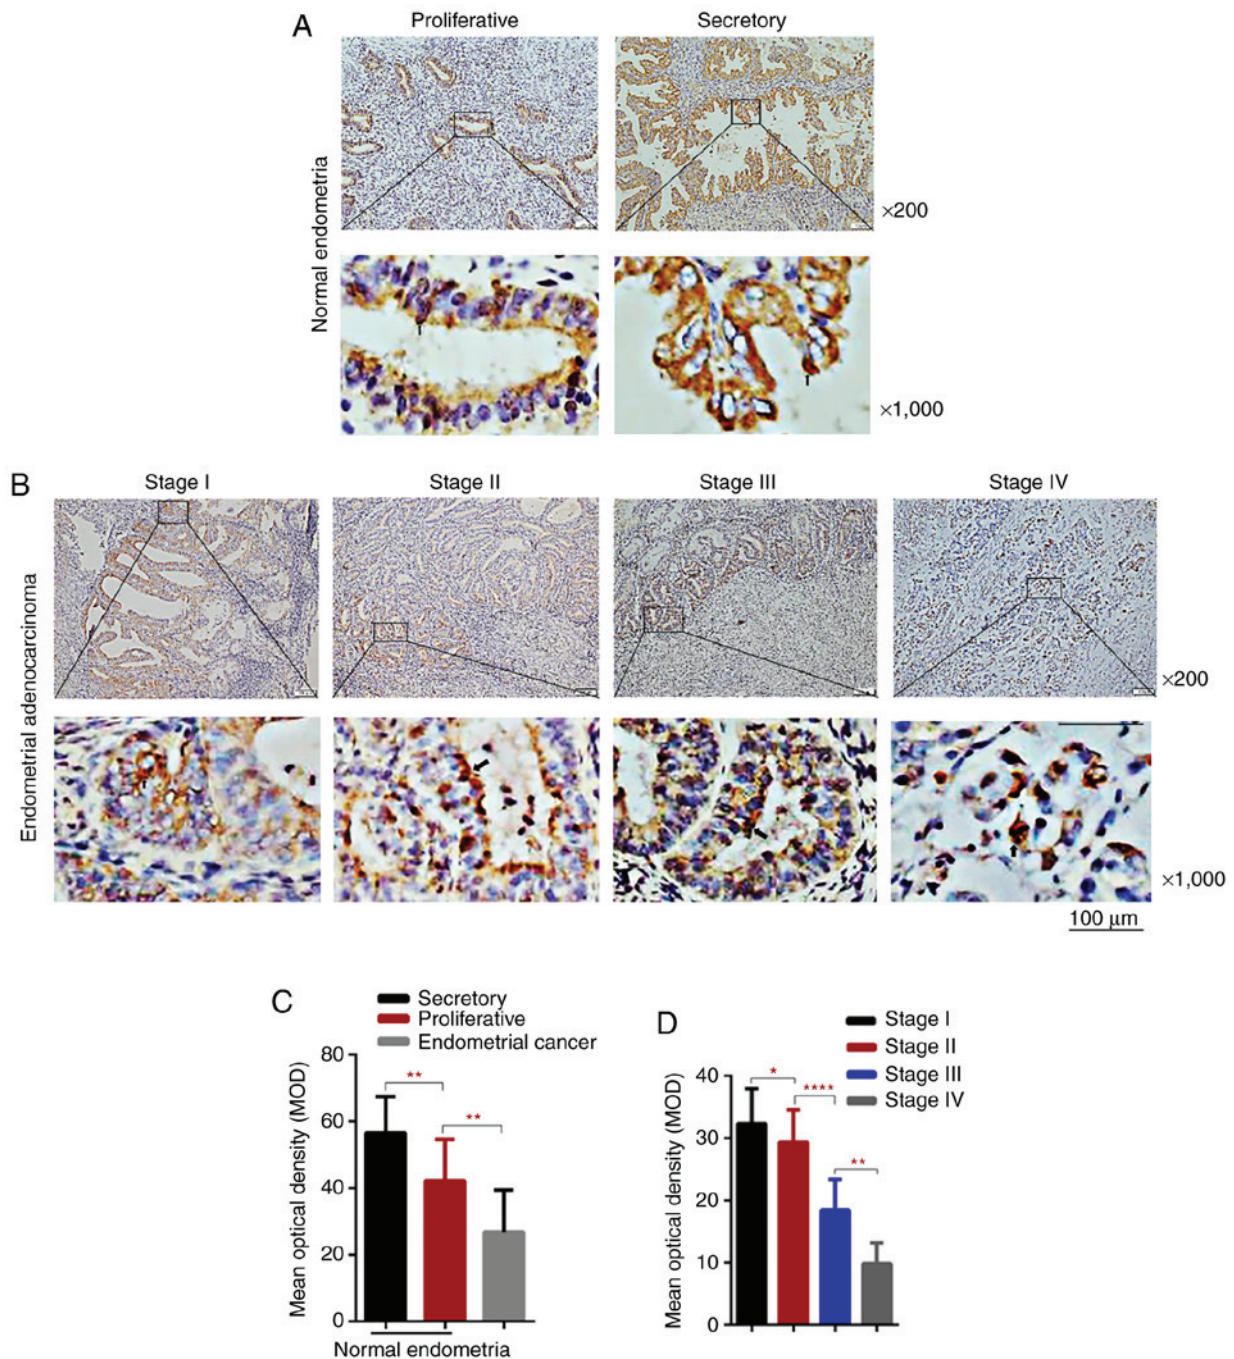 A
Proliferative
Secretory
Normal endometria
×200
×1,000
B
Stage I
Stage II
Stage III
Stage IV
Endometrial adenocarcinoma
×200
×1,000
100 µm
C
Secretory
Proliferative
Endometrial cancer
Mean optical density (MOD)
80
60
40
20
0
**
**
Normal endometria
D
Stage I
Stage II
Stage III
Stage IV
Mean optical density (MOD)
40
30
20
10
0
*
****
**